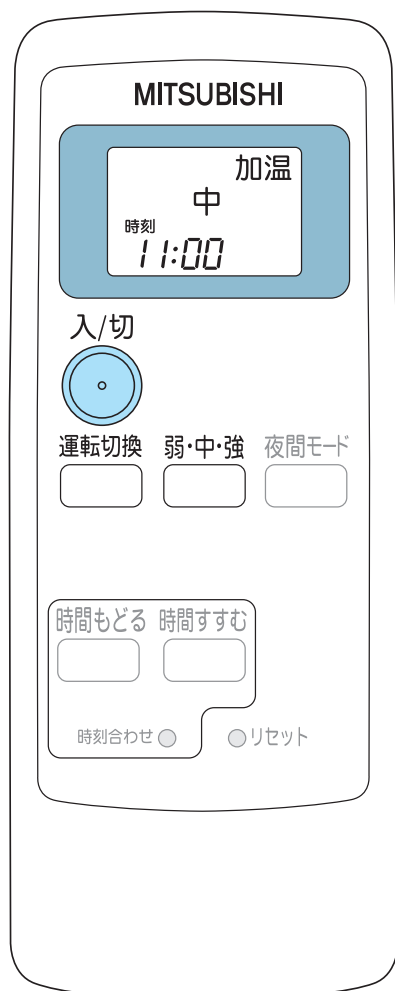 MITSUBISHI
加温
中
時刻
11:00
入/切
運転切換 弱・中・強 夜間モード
時間もどる 時間すすむ
時刻合わせ リセット